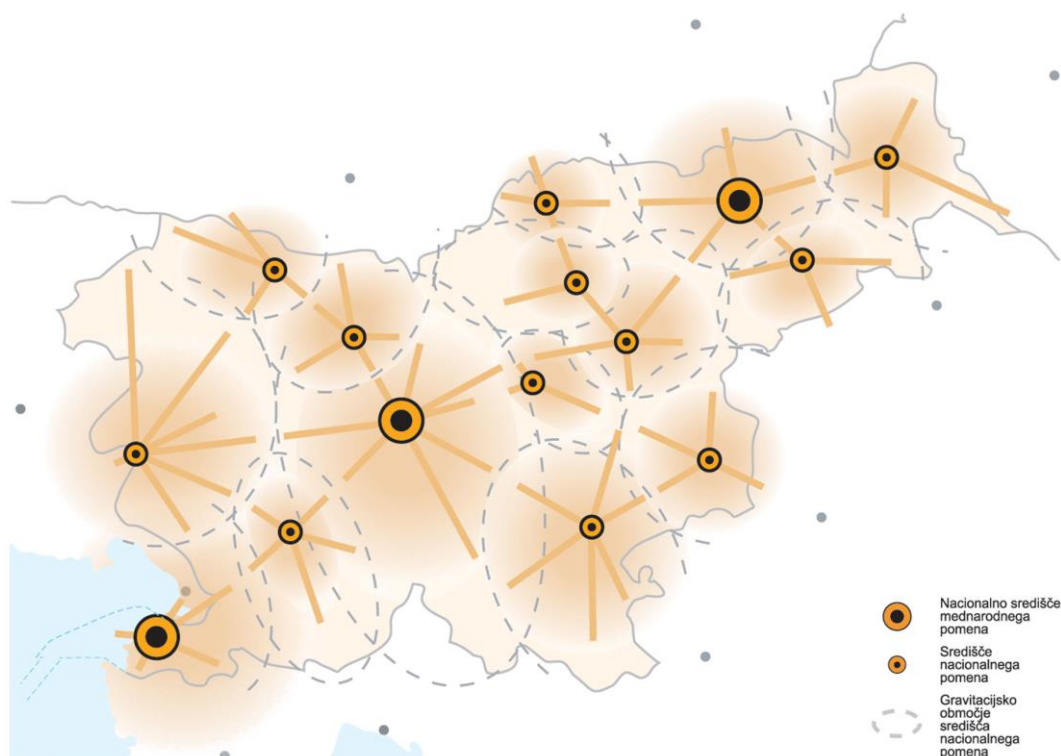 Nacionalno središče
mednarodnega
pomena
Središče
nacionalnega
pomena
Gravitacijsko
območje
središča
nacionalnega
pomena